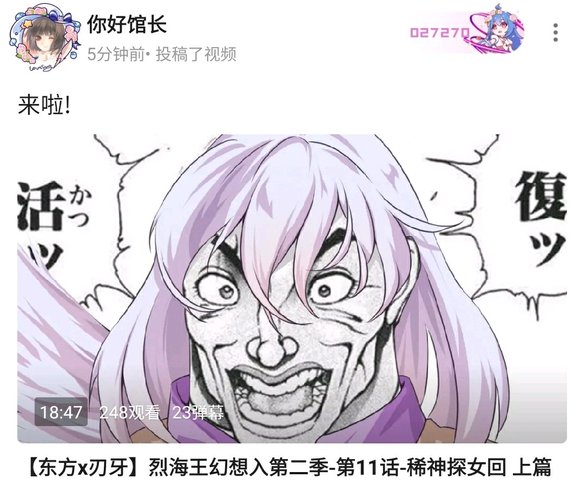 你好馆长
5分钟前· 投稿了视频
027270
来啦!
復ッ
活ッ
かつ
18:47 248观看 23弹幕
【东方x刃牙】烈海王幻想入第二季-第11话-稀神探女回 上篇